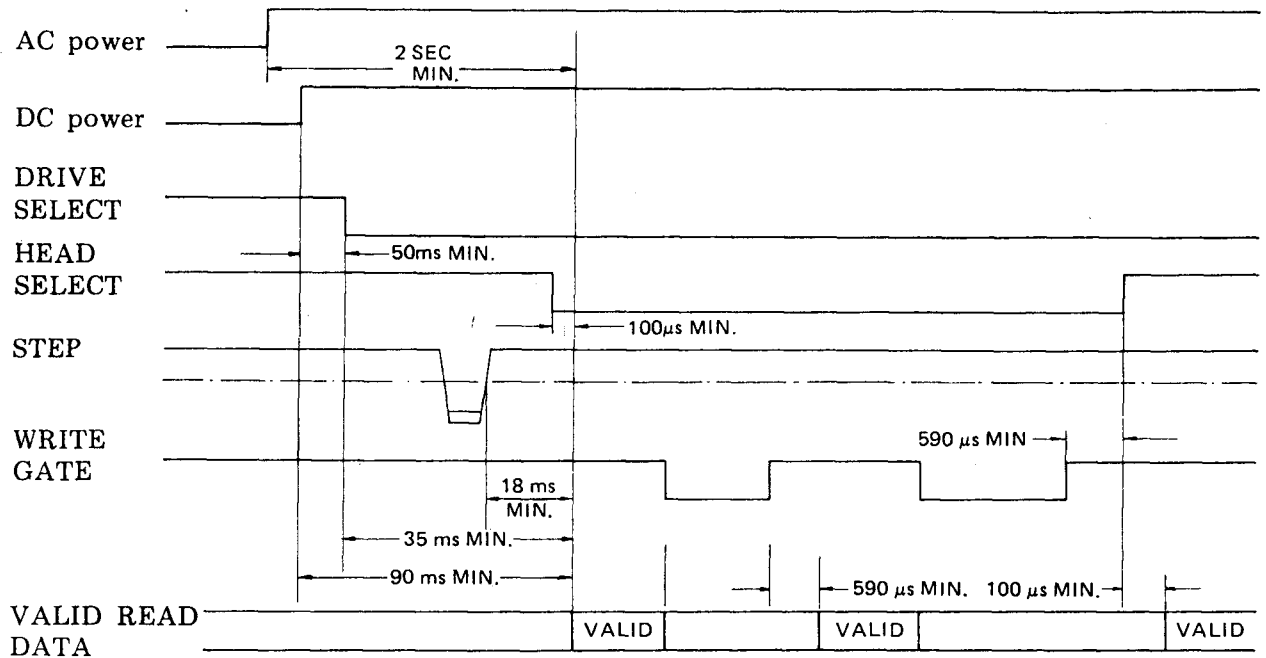 AC power
2 SEC
MIN.
DC power
DRIVE
SELECT
HEAD
SELECT
50ms MIN.
100μs MIN.
STEP
WRITE
GATE
590 μs MIN
18 ms
MIN.
35 ms MIN.
90 ms MIN.
590 μs MIN. 100 μs MIN.
VALID READ
DATA
VALID VALID VALID